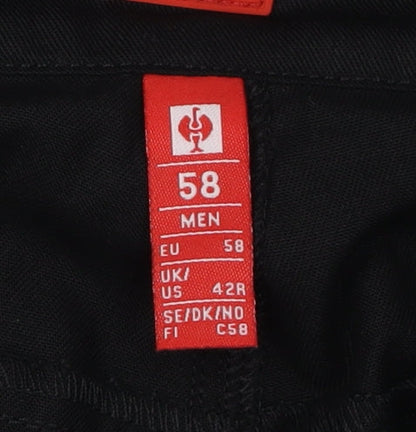 58
MEN
EU 58
UK/
US 42R
SE/DK/NO
FI C58